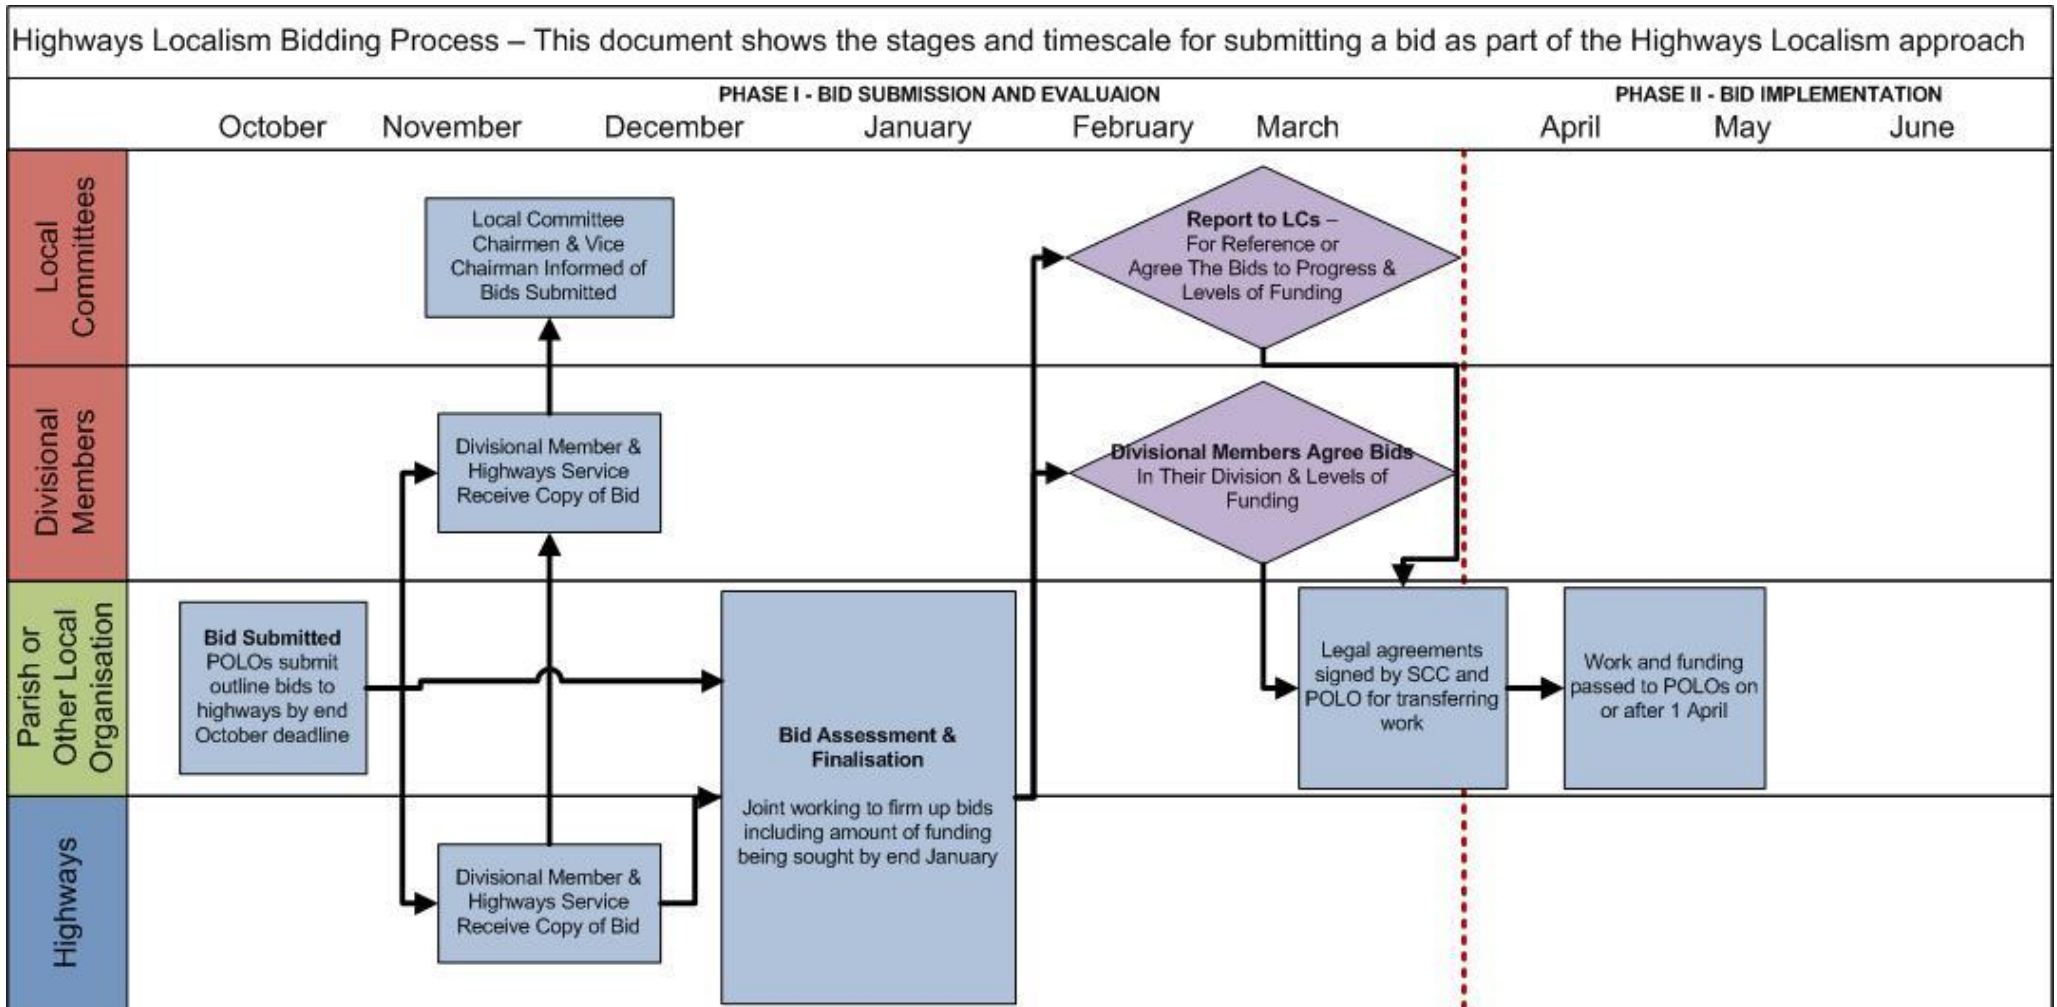 Highways Localism Bidding Process – This document shows the stages and timescale for submitting a bid as part of the Highways Localism approach
PHASE I - BID SUBMISSION AND EVALUAION
PHASE II - BID IMPLEMENTATION
October November December January February March April May June
Local
Committees
Local Committee
Chairmen & Vice
Chairman Informed of
Bids Submitted
Report to LCs –
For Reference or
Agree The Bids to Progress &
Levels of Funding
Divisional
Members
Divisional Member &
Highways Service
Receive Copy of Bid
Divisional Members Agree Bids
In Their Division & Levels of
Funding
Parish or
Other Local
Organisation
Bid Submitted
POLOs submit
outline bids to
highways by end
October deadline
Bid Assessment &
Finalisation
Joint working to firm up bids
including amount of funding
being sought by end January
Legal agreements
signed by SCC and
POLO for transferring
work
Work and funding
passed to POLOs on
or after 1 April
Highways
Divisional Member &
Highways Service
Receive Copy of Bid